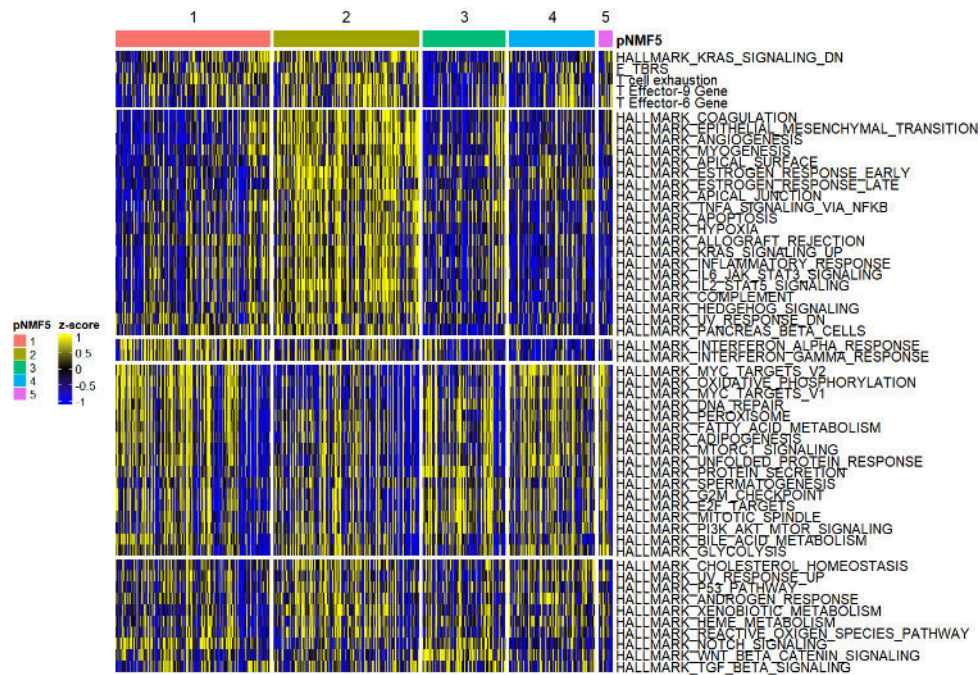 1 2 3 4 5
pNMF5
HALLMARK_KRAS_SIGNALING_DN
F_TBRS
T cell exhaustion
T Effector-9 Gene
T Effector-6 Gene
HALLMARK_COAGULATION
HALLMARK_EPITHELIAL_MESENCHYMAL_TRANSITION
HALLMARK_ANGIOGENESIS
HALLMARK_MYOGENESIS
HALLMARK_APICAL_SURFACE
HALLMARK_ESTROGEN_RESPONSE_EARLY
HALLMARK_ESTROGEN_RESPONSE_LATE
HALLMARK_APICAL_JUNCTION
HALLMARK_TNFA_SIGNALING_VIA_NFKB
HALLMARK_APOPTOSIS
HALLMARK_HYPOXIA
HALLMARK_ALLOGRAFT_REJECTION
HALLMARK_KRAS_SIGNALING_UP
HALLMARK_INFLAMMATORY_RESPONSE
HALLMARK_IL6_JAK_STAT3_SIGNALING
HALLMARK_IL2_STAT5_SIGNALING
HALLMARK_COMPLEMENT
HALLMARK_HEDGEHOG_SIGNALING
HALLMARK_UV_RESPONSE_DN
HALLMARK_PANCREAS_BETA_CELLS
HALLMARK_INTERFERON_ALPHA_RESPONSE
HALLMARK_INTERFERON_GAMMA_RESPONSE
HALLMARK_MYC_TARGETS_V2
HALLMARK_OXIDATIVE_PHOSPHORYLATION
HALLMARK_MYC_TARGETS_V1
HALLMARK_DNA_REPAIR
HALLMARK_PEROXISOME
HALLMARK_FATTY_ACID_METABOLISM
HALLMARK_ADIPOGENESIS
HALLMARK_MTORC1_SIGNALING
HALLMARK_UNFOLDED_PROTEIN_RESPONSE
HALLMARK_PROTEIN_SECRETION
HALLMARK_SPERMATOGENESIS
HALLMARK_G2M_CHECKPOINT
HALLMARK_E2F_TARGETS
HALLMARK_MITOTIC_SPINDLE
HALLMARK_PI3K_AKT_MTOR_SIGNALING
HALLMARK_BILE_ACID_METABOLISM
HALLMARK_GLYCOLYSIS
HALLMARK_CHOLESTEROL_HOMEOSTASIS
HALLMARK_UV_RESPONSE_UP
HALLMARK_P53_PATHWAY
HALLMARK_ANDROGEN_RESPONSE
HALLMARK_XENOBIOTIC_METABOLISM
HALLMARK_HEME_METABOLISM
HALLMARK_REACTIVE_OXIGEN_SPECIES_PATHWAY
HALLMARK_NOTCH_SIGNALING
HALLMARK_WNT_BETA_CATENIN_SIGNALING
HALLMARK_TGF_BETA_SIGNALING
pNMF5 z-score
1 1
2 0.5
3 0
4 -0.5
5 -1